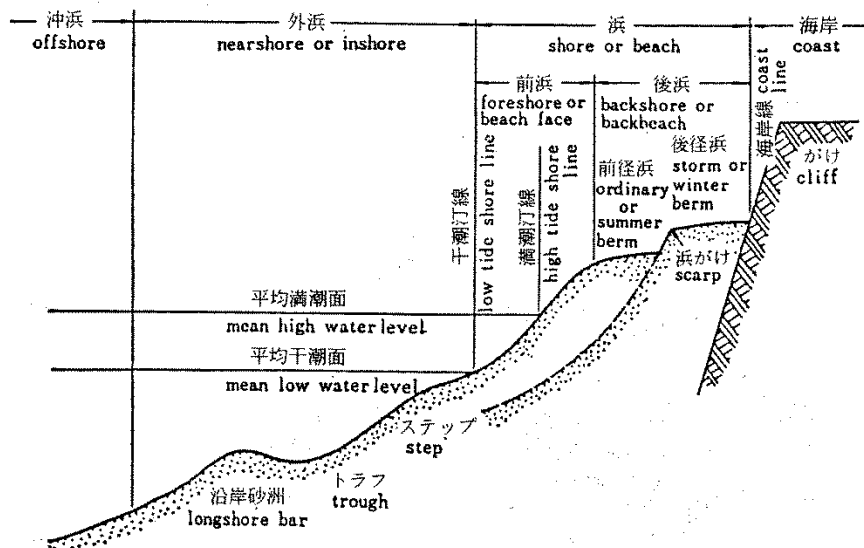 沖浜
offshore
外浜
nearshore or inshore
浜
shore or beach
海岸
coast
前浜
foreshore or
beach face
後浜
backshore or
backbeach
海岸線 coast
line
がけ
cliff
後径浜
storm or
winter
berm
前径浜
ordinary
or
summer
berm
干潮汀線
low tide shore line
満潮汀線
high tide shore
line
浜がけ
scarp
平均満潮面
mean high water level.
平均干潮面
mean low water level
ステップ
step
トラフ
trough
沿岸砂洲
longshore bar